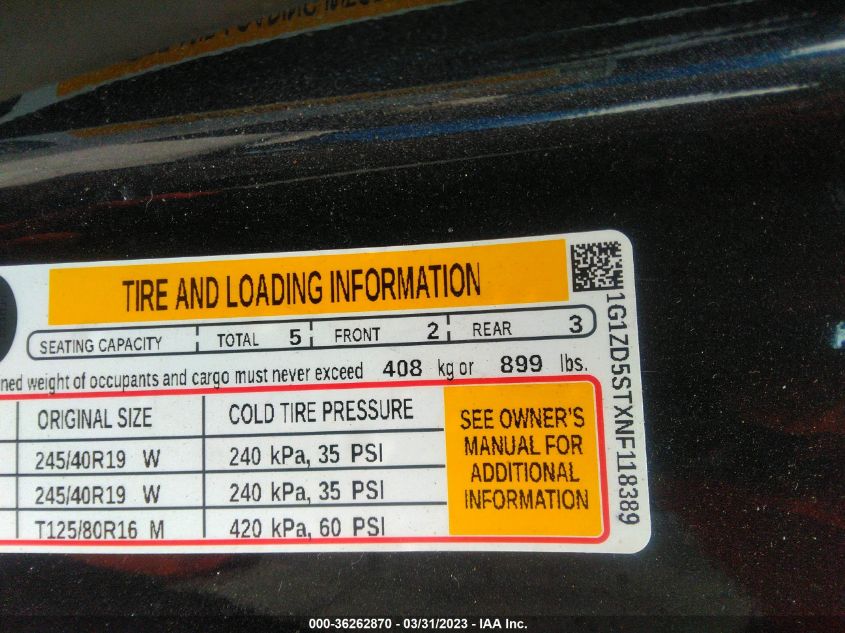 TIRE AND LOADING INFORMATION
SEATING CAPACITY TOTAL 5 FRONT 2 REAR 3
weight of occupants and cargo must never exceed 408 kg or 899 lbs.
ORIGINAL SIZE COLD TIRE PRESSURE
245/40R19 W 240 kPa, 35 PSI
245/40R19 W 240 kPa, 35 PSI
T125/80R16 M 420 kPa, 60 PSI
SEE OWNER'S
MANUAL FOR
ADDITIONAL
INFORMATION
1G1ZD5STXNF118389
000-36262870 - 03/31/2023 - IAA Inc.